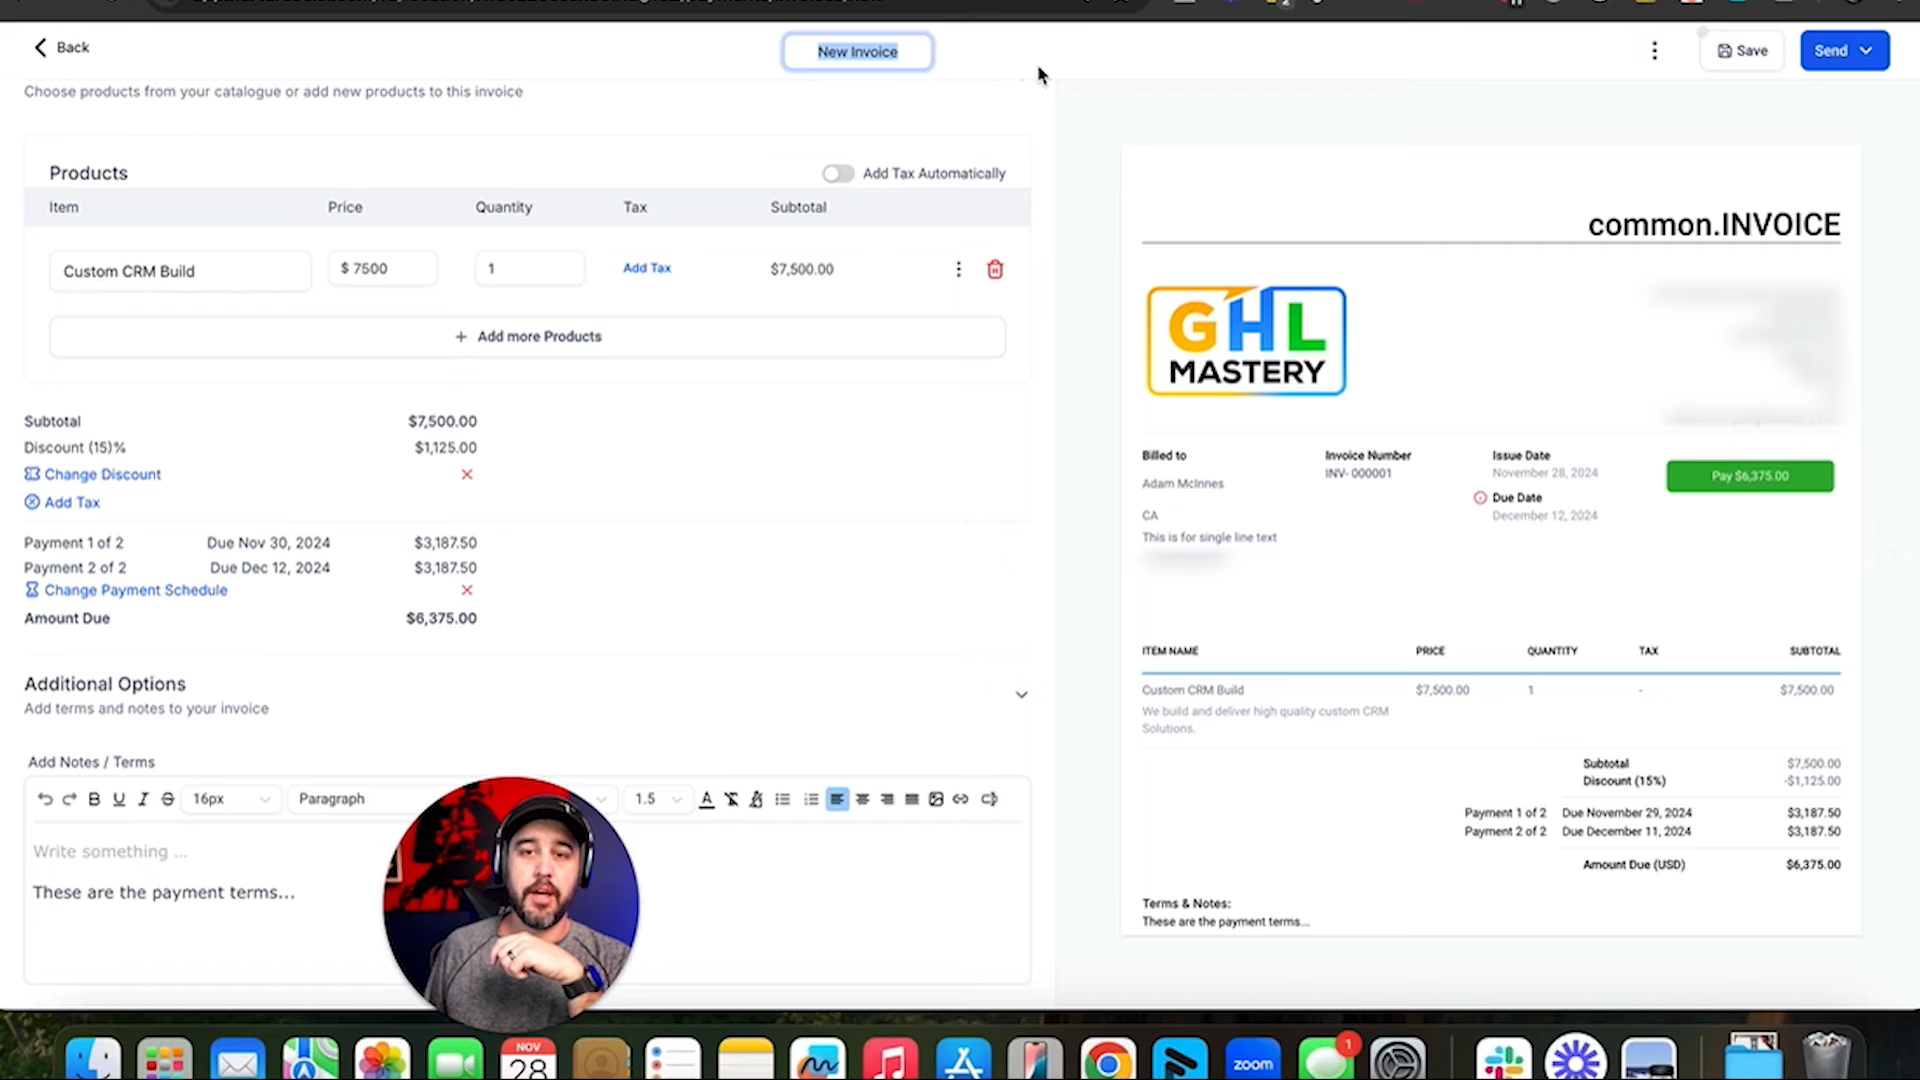 Back
New Invoice
Save
Send
Choose products from your catalogue or add new products to this invoice
Products
Add Tax Automatically
Item Price Quantity Tax Subtotal
Custom CRM Build $ 7500 1 Add Tax $7,500.00
+ Add more Products
Subtotal $7,500.00
Discount (15)% $1,125.00
Change Discount
Add Tax
Payment 1 of 2 Due Nov 30, 2024 $3,187.50
Payment 2 of 2 Due Dec 12, 2024 $3,187.50
Change Payment Schedule
Amount Due $6,375.00
Additional Options
Add terms and notes to your invoice
Add Notes / Terms
16px Paragraph 1.5
Write something ...
These are the payment terms...
common.INVOICE
GHL
MASTERY
Billed to
Adam McInnes
CA
This is for single line text
Invoice Number
INV- 000001
Issue Date
November 28, 2024
Due Date
December 12, 2024
Pay $6,375.00
ITEM NAME PRICE QUANTITY TAX SUBTOTAL
Custom CRM Build $7,500.00 1 - $7,500.00
We build and deliver high quality custom CRM
Solutions.
Subtotal $7,500.00
Discount (15%) -$1,125.00
Payment 1 of 2 Due November 29, 2024 $3,187.50
Payment 2 of 2 Due December 11, 2024 $3,187.50
Amount Due (USD) $6,375.00
Terms & Notes:
These are the payment terms...
NOV
28
zoom
1